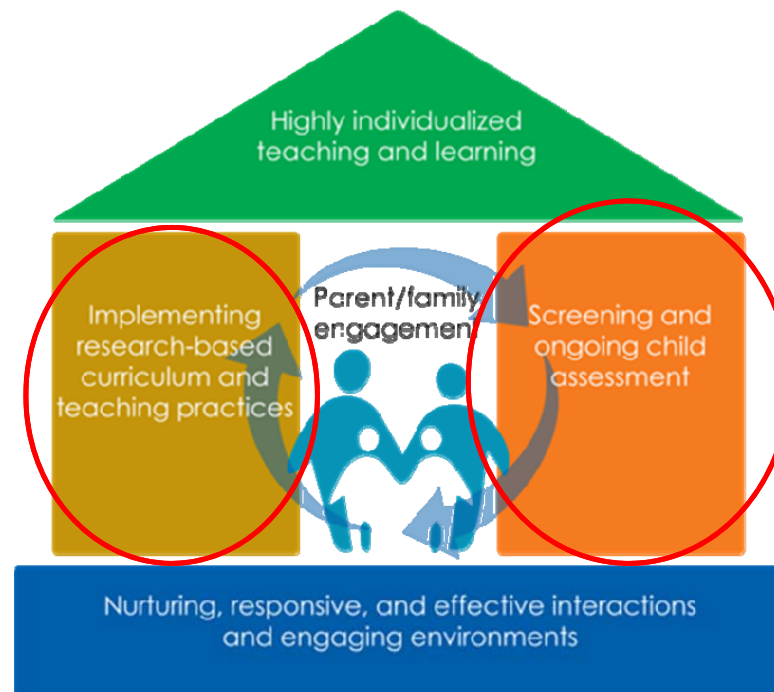 Highly individualized
teaching and learning
Parent/family
engagement
Implementing
research-based
curriculum and
teaching practices
Screening and
ongoing child
assessment
Nurturing, responsive, and effective interactions
and engaging environments